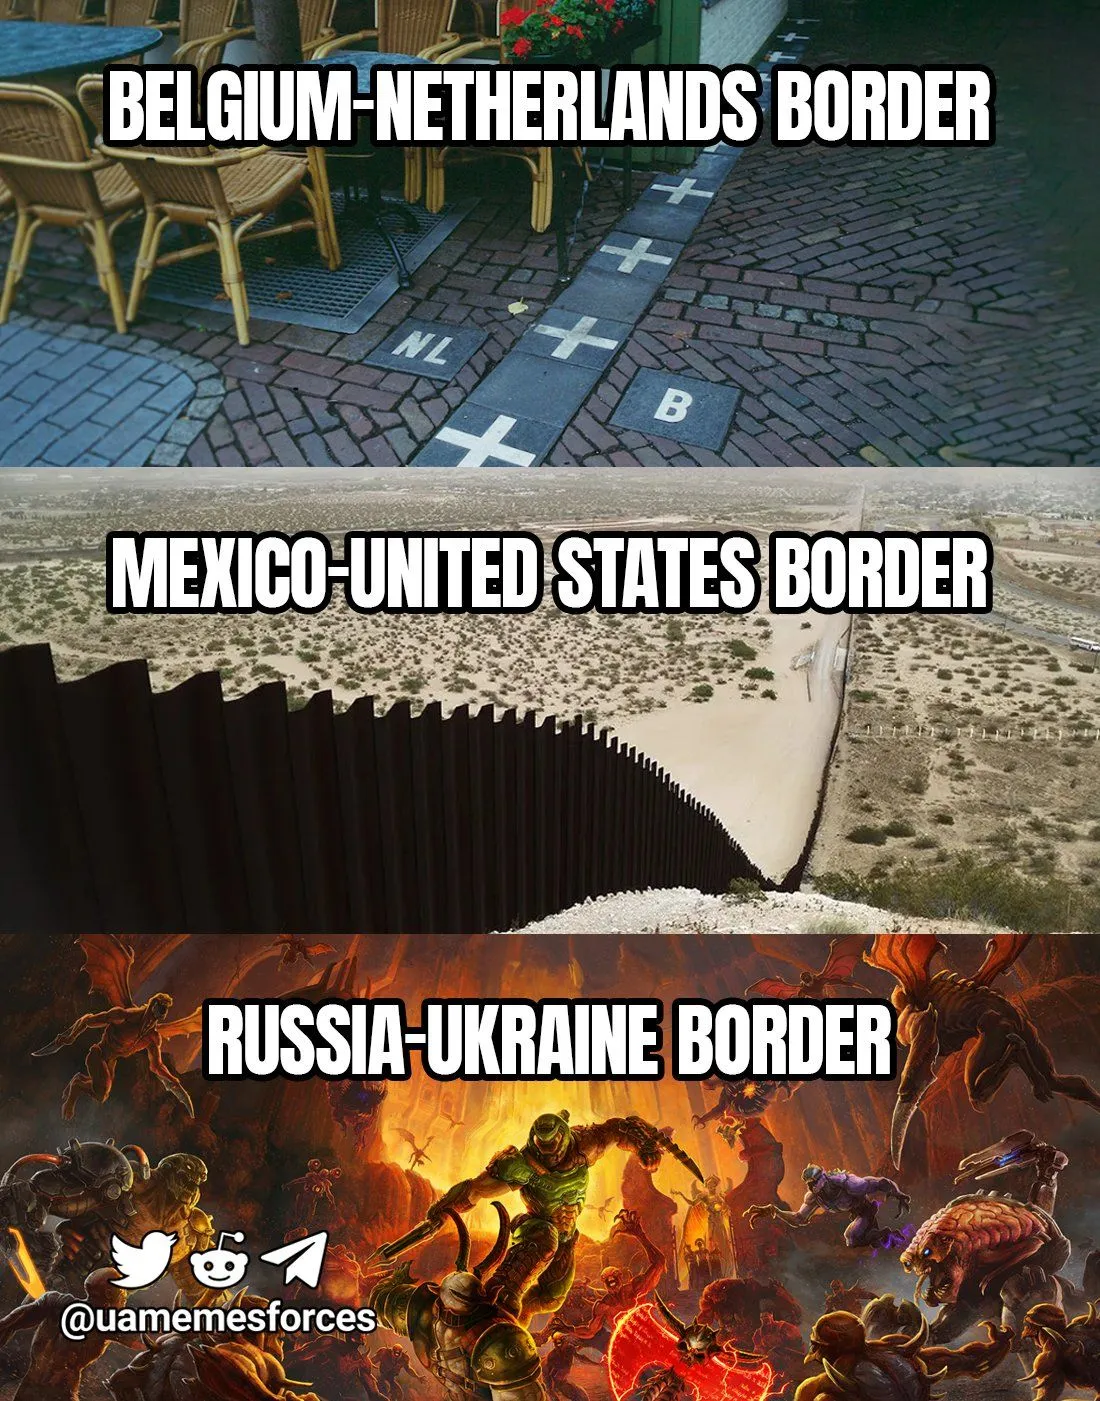 BELGIUM-NETHERLANDS BORDER
NL
B
MEXICO-UNITED STATES BORDER
RUSSIA-UKRAINE BORDER
@uamemesforces